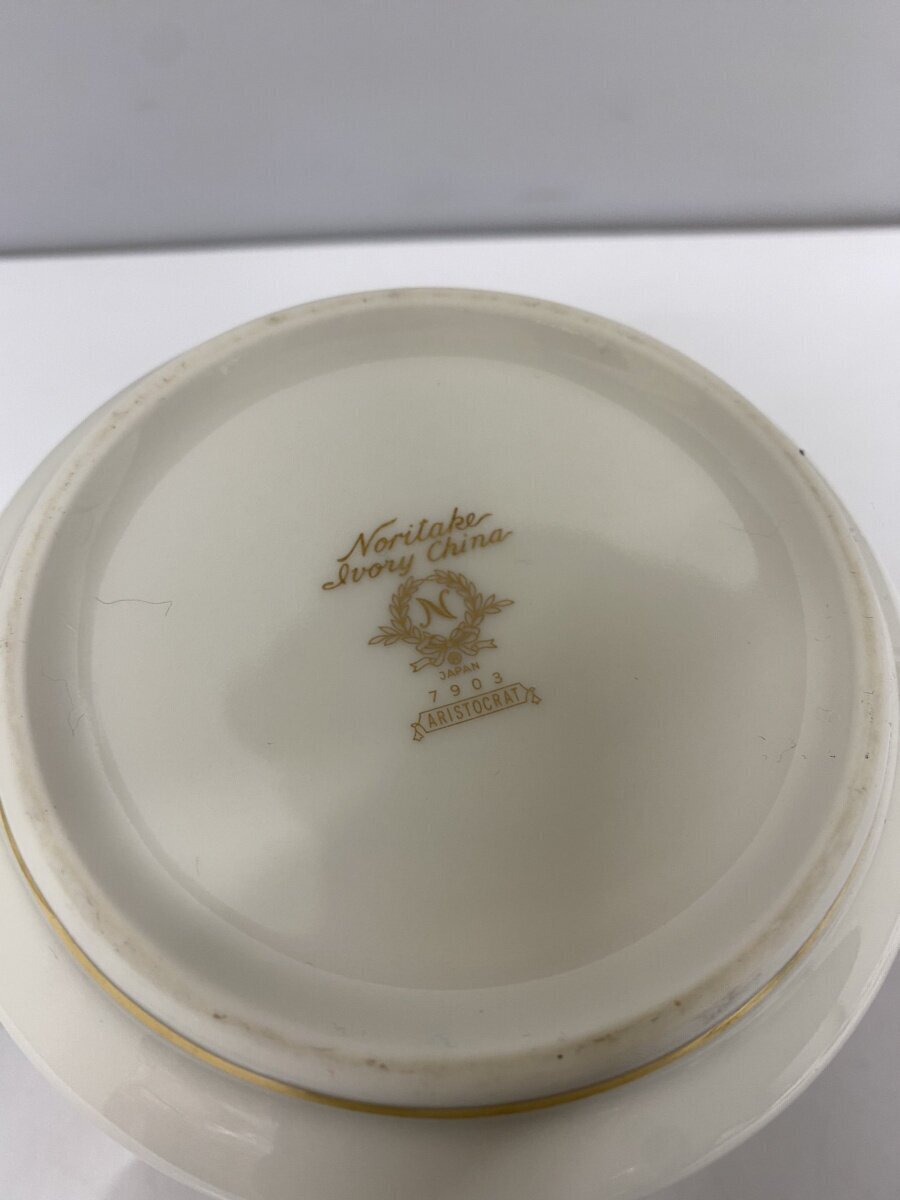 Noritake
Ivory China
N
JAPAN
7903
ARISTOCRAT